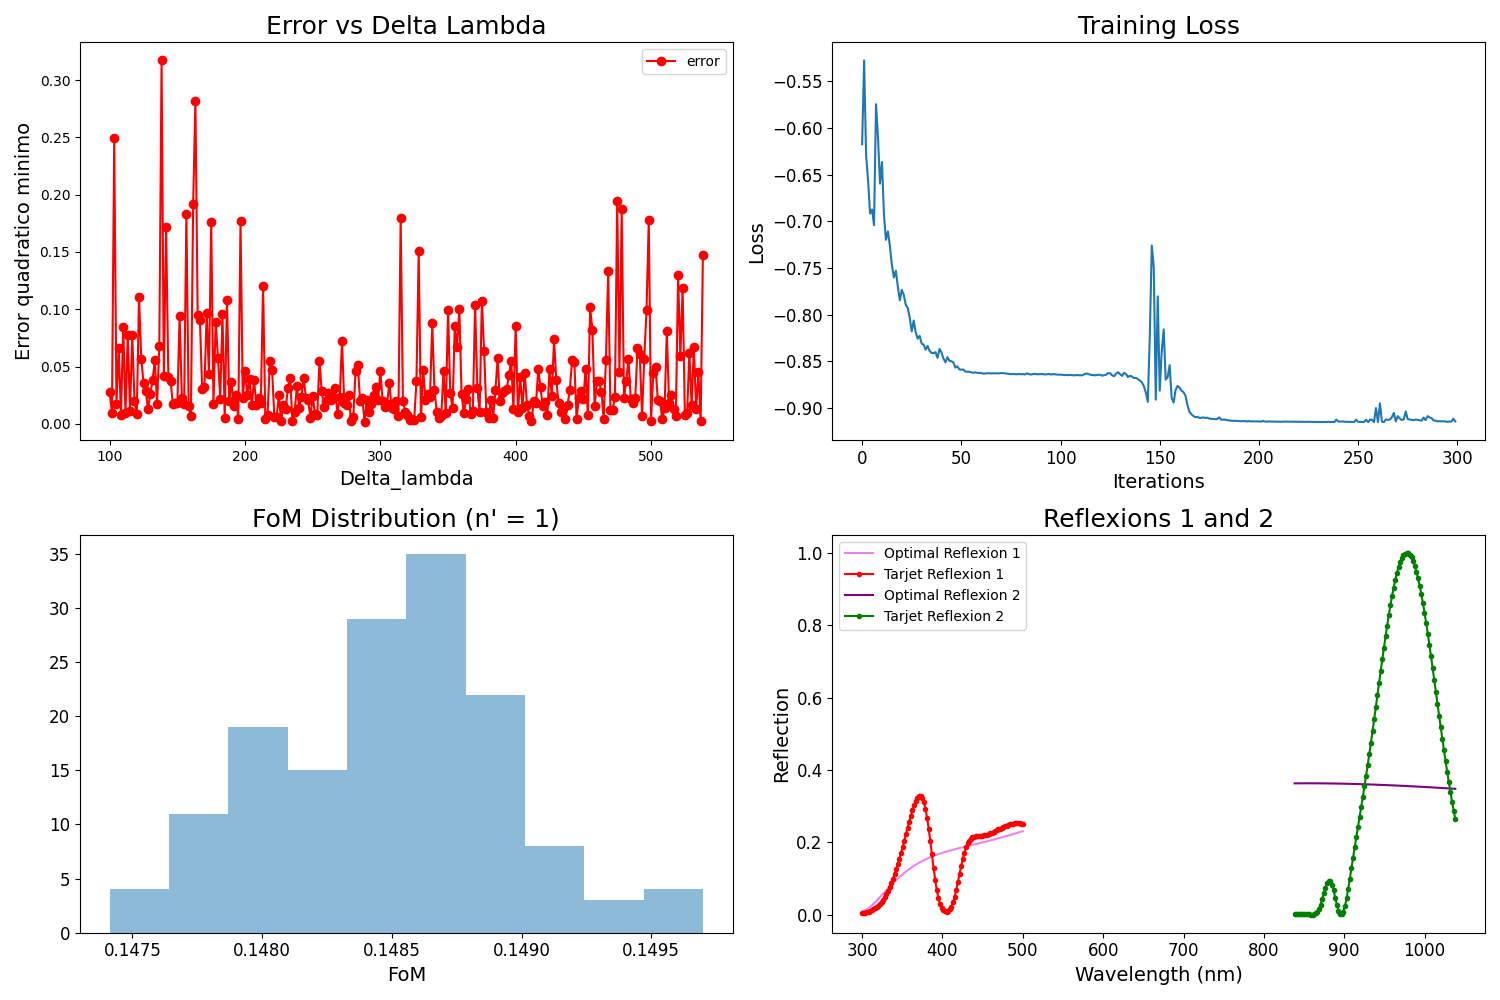 Error vs Delta Lambda
error
Error quadratico minimo
0.30
0.25
0.20
0.15
0.10
0.05
0.00
100 200 300 400 500
Delta_lambda
Training Loss
Loss
−0.55
−0.60
−0.65
−0.70
−0.75
−0.80
−0.85
−0.90
0 50 100 150 200 250 300
Iterations
FoM Distribution (n' = 1)
35
30
25
20
15
10
5
0
0.1475 0.1480 0.1485 0.1490 0.1495
FoM
Reflexions 1 and 2
Optimal Reflexion 1
Tarjet Reflexion 1
Optimal Reflexion 2
Tarjet Reflexion 2
Reflection
1.0
0.8
0.6
0.4
0.2
0.0
300 400 500 600 700 800 900 1000
Wavelength (nm)